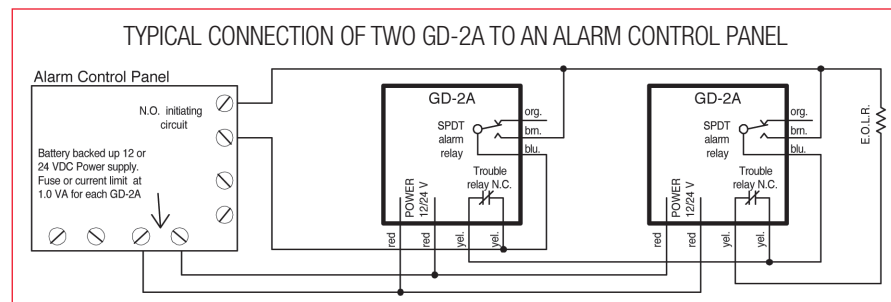 TYPICAL CONNECTION OF TWO GD-2A TO AN ALARM CONTROL PANEL
Alarm Control Panel
N.O. initiating
circuit
Battery backed up 12 or
24 VDC Power supply.
Fuse or current limit at
1.0 VA for each GD-2A
GD-2A
SPDT
alarm
relay
org.
brn.
blu.
Trouble
relay N.C.
POWER
12/24 V
red
red
yel.
yel.
GD-2A
SPDT
alarm
relay
org.
brn.
blu.
Trouble
relay N.C.
POWER
12/24 V
red
red
yel.
yel.
E.O.L.R.